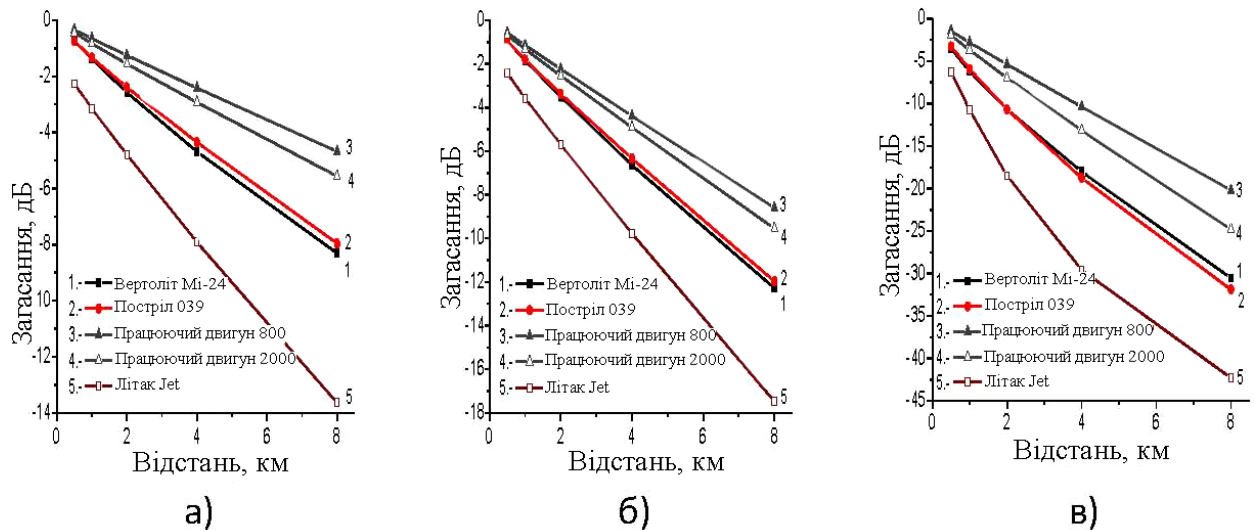 0
-2
-4
-6
-8
-10
-12
-14
Загасання, дБ
3
4
2
1
5
1.- Вертоліт Мі-24
2.- Постріл 039
3.- Працюючий двигун 800
4.- Працюючий двигун 2000
5.- Літак Jet
0 2 4 6 8
Відстань, км
а)
0
-2
-4
-6
-8
-10
-12
-14
-16
-18
Загасання, дБ
3
4
2
1
5
1.- Вертоліт Мі-24
2.- Постріл 039
3.- Працюючий двигун 800
4.- Працюючий двигун 2000
5.- Літак Jet
0 2 4 6 8
Відстань, км
б)
0
-5
-10
-15
-20
-25
-30
-35
-40
-45
Загасання, дБ
3
4
1
2
5
1.- Вертоліт Мі-24
2.- Постріл 039
3.- Працюючий двигун 800
4.- Працюючий двигун 2000
5.- Літак Jet
0 2 4 6 8
Відстань, км
в)